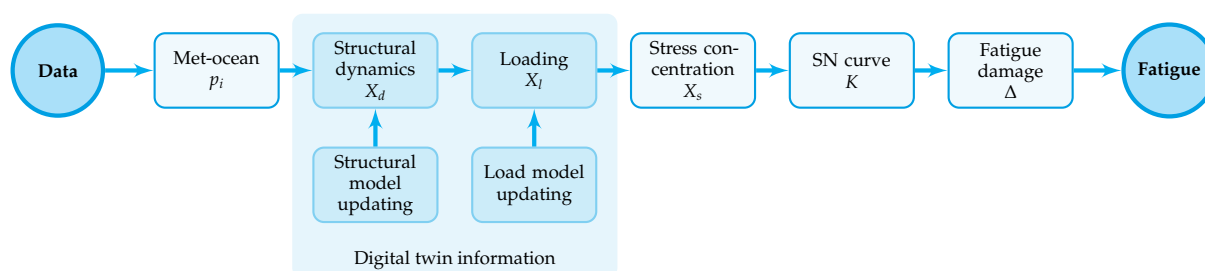 Data
Met-ocean
p_i
Structural
dynamics
X_d
Loading
X_l
Stress con-
centration
X_s
SN curve
K
Fatigue
damage
Δ
Fatigue
Structural
model
updating
Load model
updating
Digital twin information